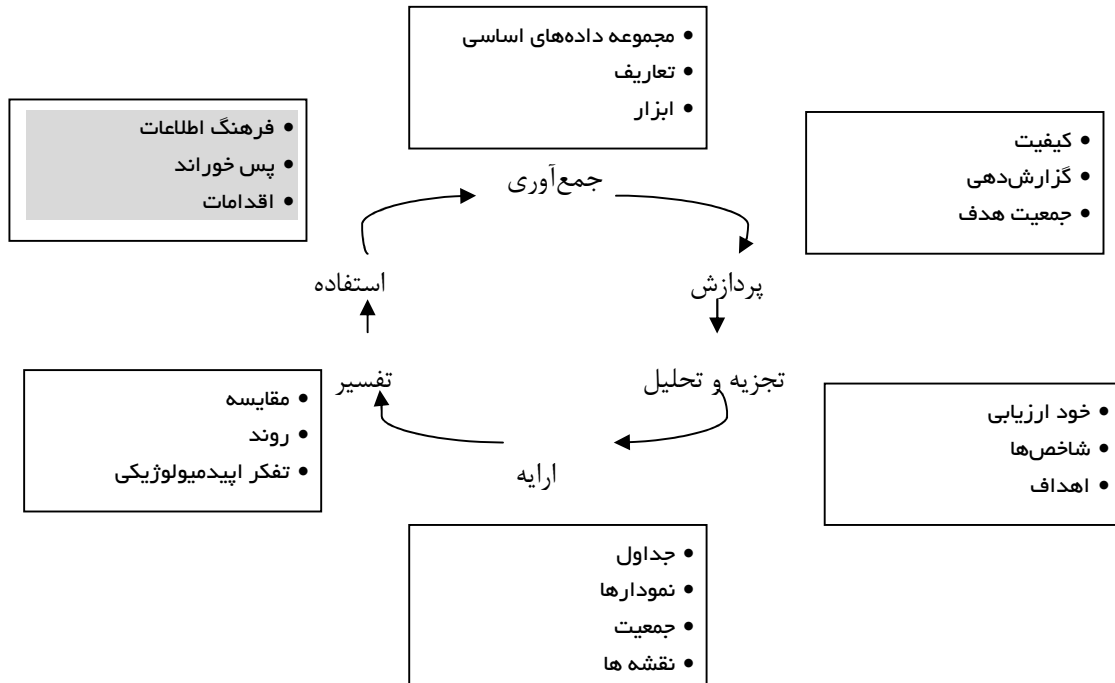 • مجموعه داده‌های اساسی
• تعاریف
• ابزار
• فرهنگ اطلاعات
• پس خوراند
• اقدامات
• کیفیت
• گزارش‌دهی
• جمعیت هدف
جمع‌آوری
پردازش
استفاده
تجزیه و تحلیل
تفسیر
ارایه
• خود ارزیابی
• شاخص‌ها
• اهداف
• مقایسه
• روند
• تفکر اپیدمیولوژیکی
• جداول
• نمودارها
• جمعیت
• نقشه ها